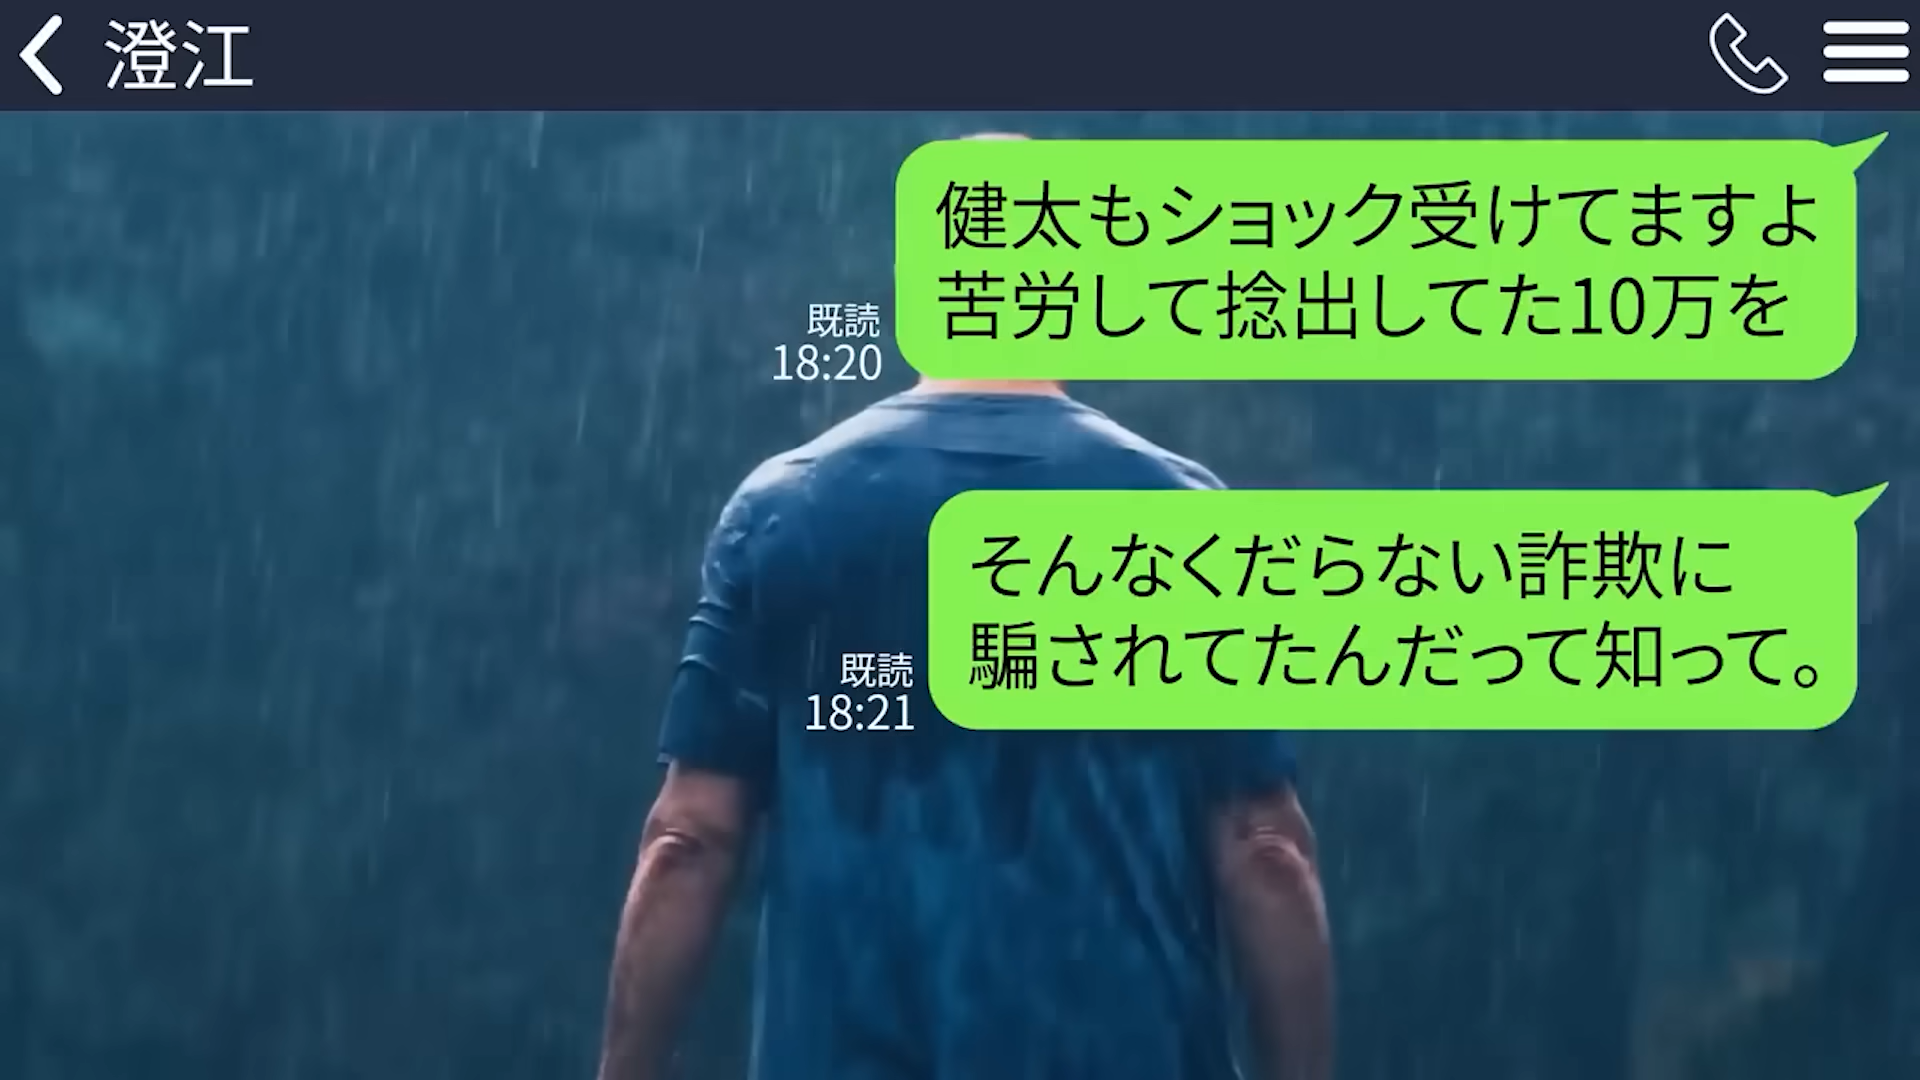 澄江
健太もショック受けてますよ
苦労して捻出してた10万を
既読
18:20
そんなくだらない詐欺に
騙されてたんだって知って。
既読
18:21